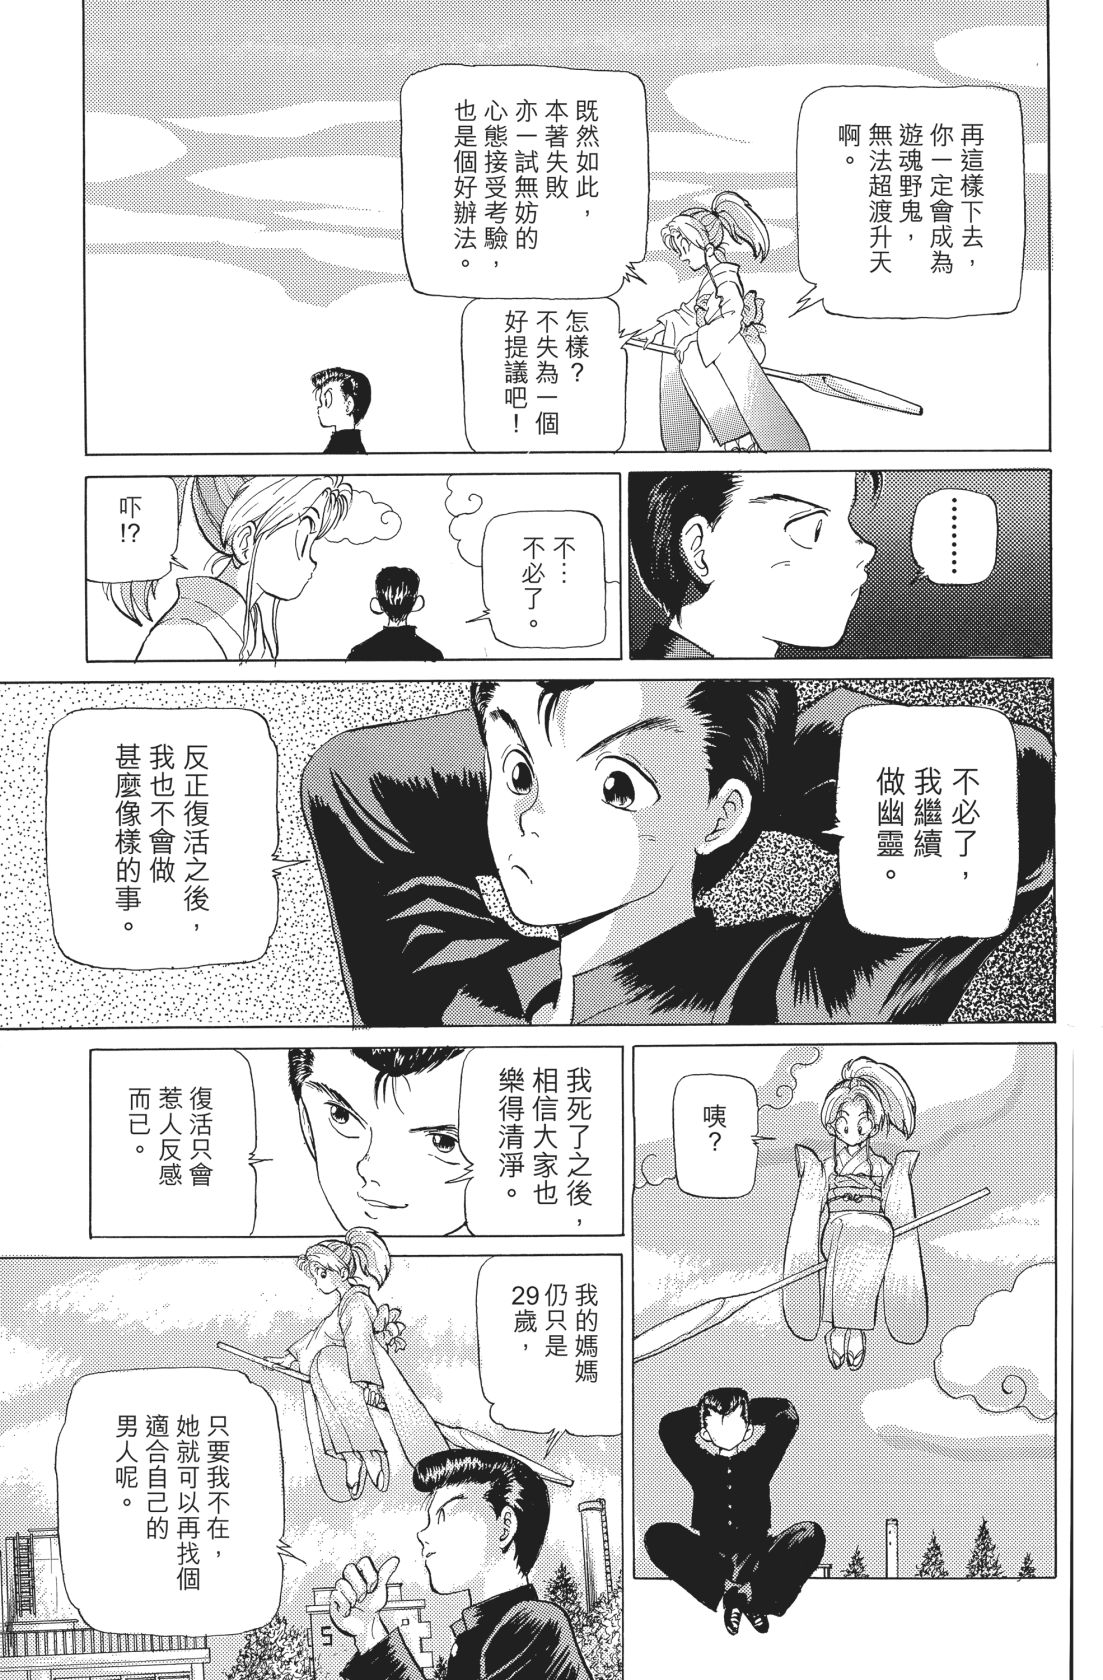 再這樣下去，
你一定會成為
遊魂野鬼，
無法超渡升天
啊。
既然如此，
本著失敗
亦一試無妨的
心態接受考驗，
也是個好辦法。
怎樣？
不失為一個
好提議吧！
………
不…
不必了。
吓
!?
不必了，
我繼續
做幽靈。
反正復活之後，
我也不會做
甚麼像樣的事。
咦？
我死了之後，
相信大家也
樂得清淨。
復活只會
惹人反感
而已。
我的媽媽
仍只是
29歲，
只要我不在，
她就可以再找個
適合自己的
男人呢。
5